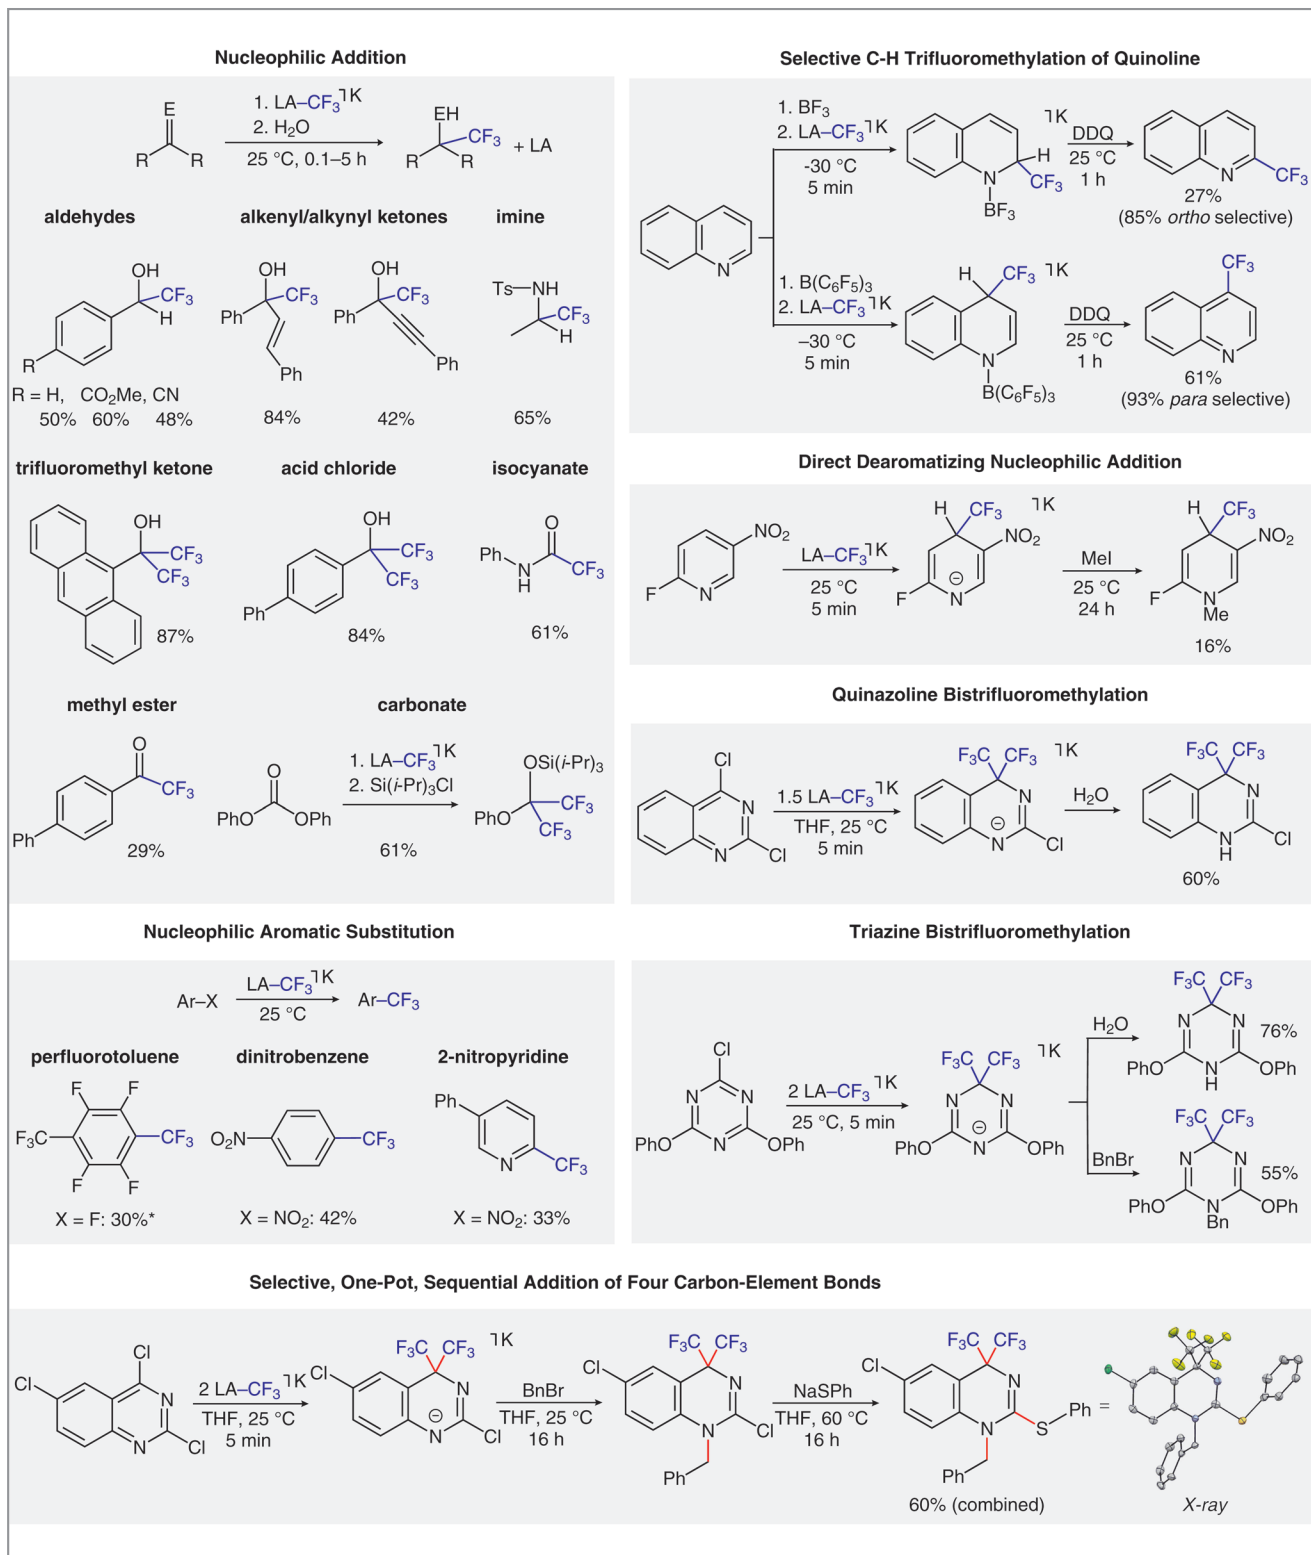 Nucleophilic Addition
E
R R
1. LA–CF₃⌝K
2. H₂O
25 °C, 0.1–5 h
EH
CF₃
R R
+ LA
aldehydes
alkenyl/alkynyl ketones
imine
OH
CF₃
H
R
R = H, CO₂Me, CN
50% 60% 48%
OH
CF₃
Ph
Ph
84%
OH
CF₃
Ph
Ph
42%
Ts NH
CF₃
H
65%
trifluoromethyl ketone
acid chloride
isocyanate
OH
CF₃
CF₃
87%
OH
CF₃
CF₃
Ph
84%
O
Ph
N
H
CF₃
61%
methyl ester
carbonate
O
CF₃
Ph
29%
O
PhO OPh
1. LA–CF₃⌝K
2. Si(i-Pr)₃Cl
61%
OSi(i-Pr)₃
CF₃
PhO
CF₃
Nucleophilic Aromatic Substitution
Ar–X
LA–CF₃⌝K
25 °C
Ar–CF₃
perfluorotoluene
dinitrobenzene
2-nitropyridine
F F
F₃C CF₃
F F
X = F: 30%*
O₂N
CF₃
X = NO₂: 42%
Ph
N
CF₃
X = NO₂: 33%
Selective C-H Trifluoromethylation of Quinoline
N
1. BF₃
2. LA–CF₃⌝K
-30 °C
5 min
⌝K
H
N
CF₃
BF₃
DDQ
25 °C
1 h
N
CF₃
27%
(85% ortho selective)
1. B(C₆F₅)₃
2. LA–CF₃⌝K
–30 °C
5 min
H
CF₃
⌝K
N
B(C₆F₅)₃
DDQ
25 °C
1 h
CF₃
N
61%
(93% para selective)
Direct Dearomatizing Nucleophilic Addition
NO₂
F N
LA–CF₃⌝K
25 °C
5 min
H
CF₃
⌝K
NO₂
⊖
F N
MeI
25 °C
24 h
H
CF₃
NO₂
F N
Me
16%
Quinazoline Bistrifluoromethylation
Cl
N
N Cl
1.5 LA–CF₃⌝K
THF, 25 °C
5 min
F₃C CF₃
⌝K
N
⊖
N Cl
H₂O
F₃C CF₃
N
N
H
Cl
60%
Triazine Bistrifluoromethylation
Cl
N N
PhO N OPh
2 LA–CF₃⌝K
25 °C, 5 min
F₃C CF₃
⌝K
N N
⊖
PhO N OPh
H₂O
F₃C CF₃
N N
PhO N OPh
H
76%
BnBr
F₃C CF₃
N N
PhO N OPh
Bn
55%
Selective, One-Pot, Sequential Addition of Four Carbon-Element Bonds
Cl
Cl
N
N Cl
2 LA–CF₃⌝K
THF, 25 °C
5 min
F₃C CF₃
⌝K
Cl
N
⊖
N Cl
BnBr
THF, 25 °C
16 h
F₃C CF₃
Cl
N
N Cl
Ph
NaSPh
THF, 60 °C
16 h
F₃C CF₃
Cl
N
N S
Ph
Ph
=
60% (combined)
X-ray